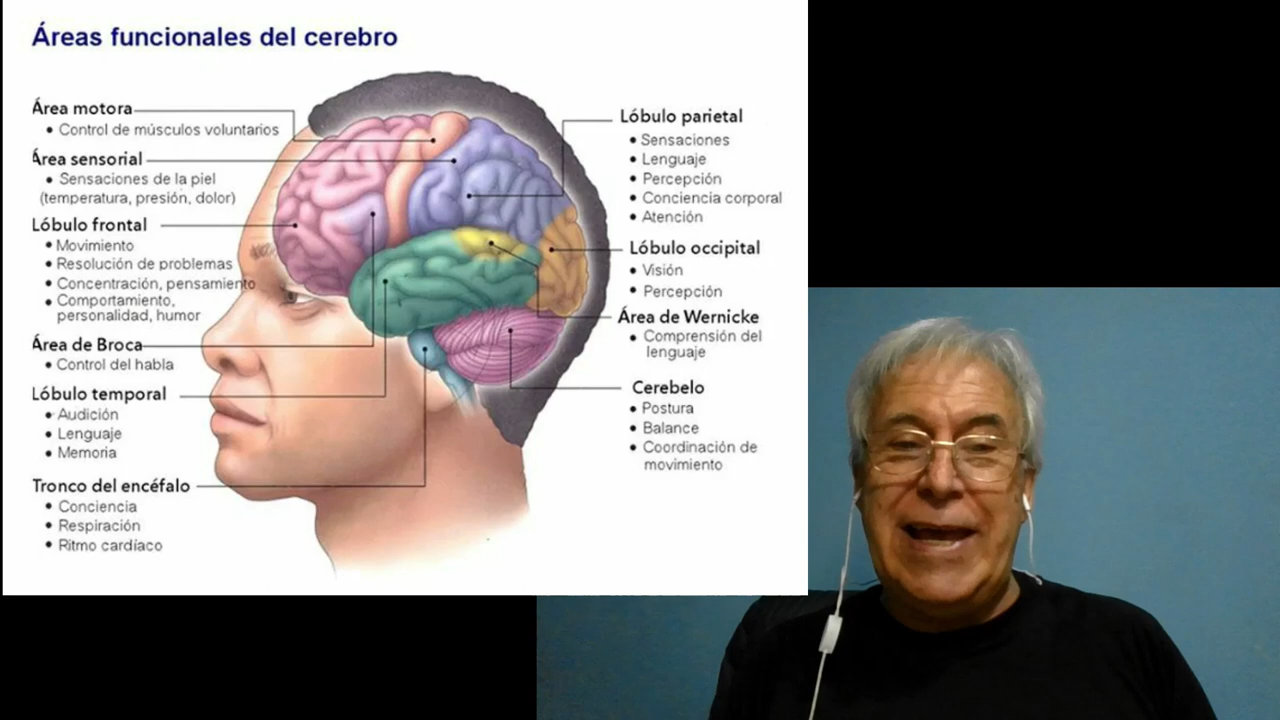 Áreas funcionales del cerebro
Área motora
• Control de músculos voluntarios
Área sensorial
• Sensaciones de la piel
(temperatura, presión, dolor)
Lóbulo frontal
• Movimiento
• Resolución de problemas
• Concentración, pensamiento
• Comportamiento,
personalidad, humor
Área de Broca
• Control del habla
Lóbulo temporal
• Audición
• Lenguaje
• Memoria
Tronco del encéfalo
• Conciencia
• Respiración
• Ritmo cardíaco
Lóbulo parietal
• Sensaciones
• Lenguaje
• Percepción
• Conciencía corporal
• Atención
Lóbulo occipital
• Visión
• Percepción
Área de Wernicke
• Comprensión del
lenguaje
Cerebelo
• Postura
• Balance
• Coordinación de
movimiento